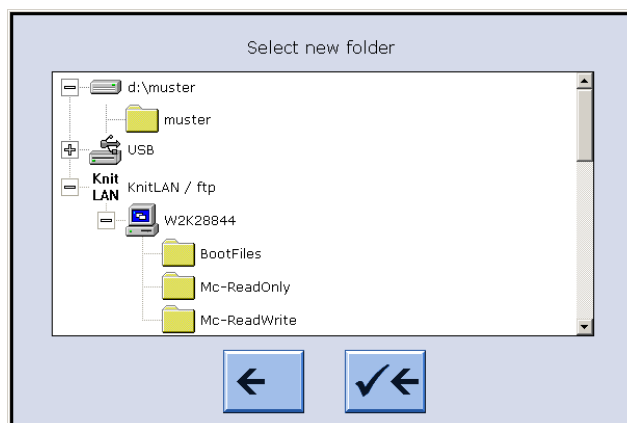 Select new folder
d:\muster
muster
USB
Knit
LAN
KnitLAN / ftp
W2K28844
BootFiles
Mc-ReadOnly
Mc-ReadWrite